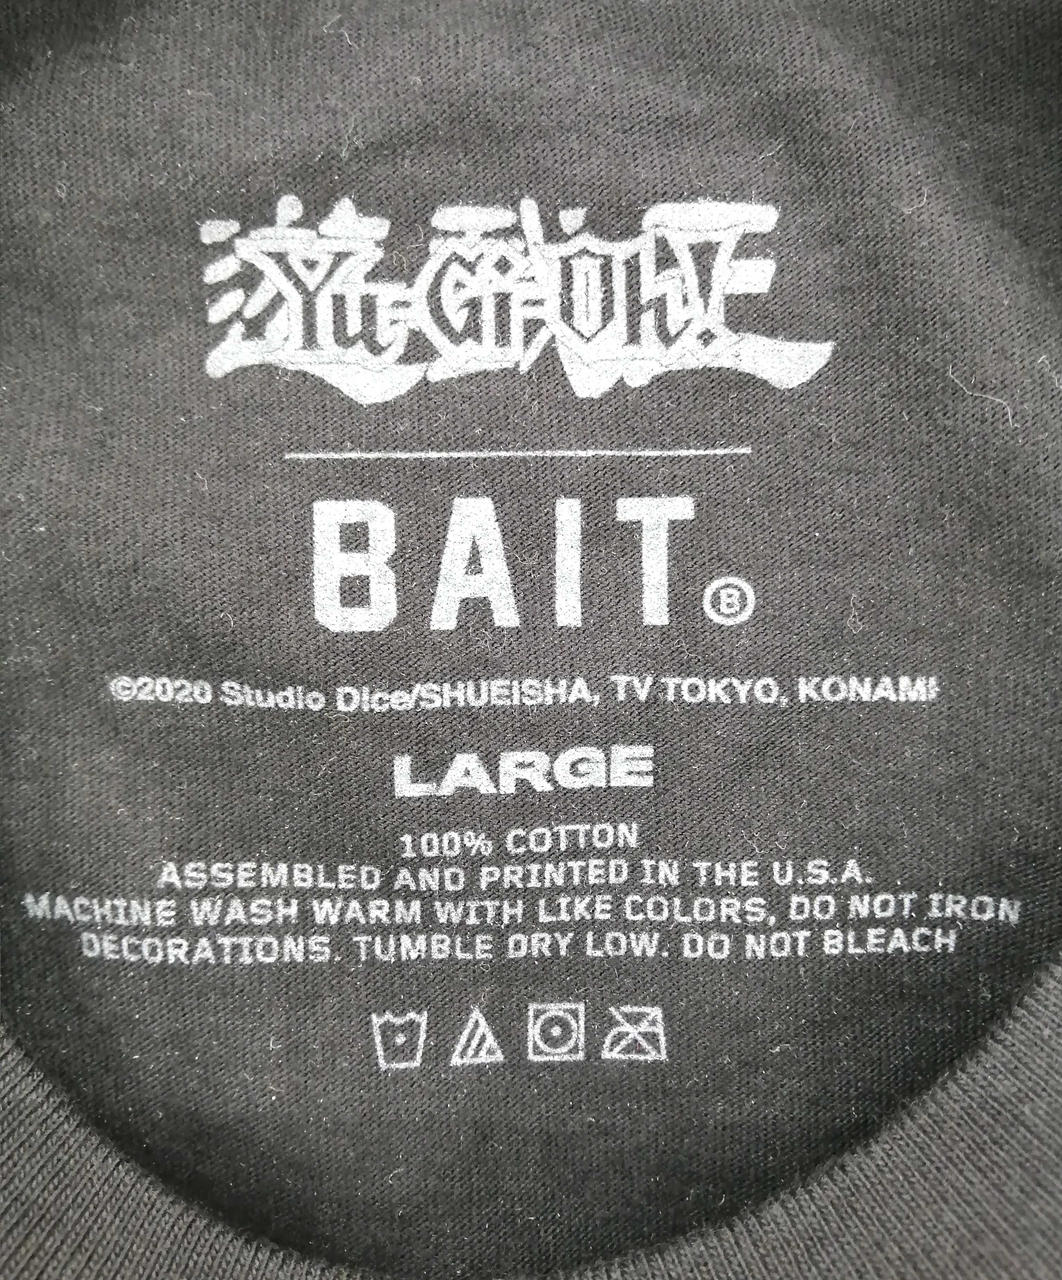 Yu-Gi-Oh!
BAIT®
©2020 Studio Dice/SHUEISHA, TV TOKYO, KONAMI
LARGE
100% COTTON
ASSEMBLED AND PRINTED IN THE U.S.A.
MACHINE WASH WARM WITH LIKE COLORS, DO NOT IRON
DECORATIONS. TUMBLE DRY LOW. DO NOT BLEACH